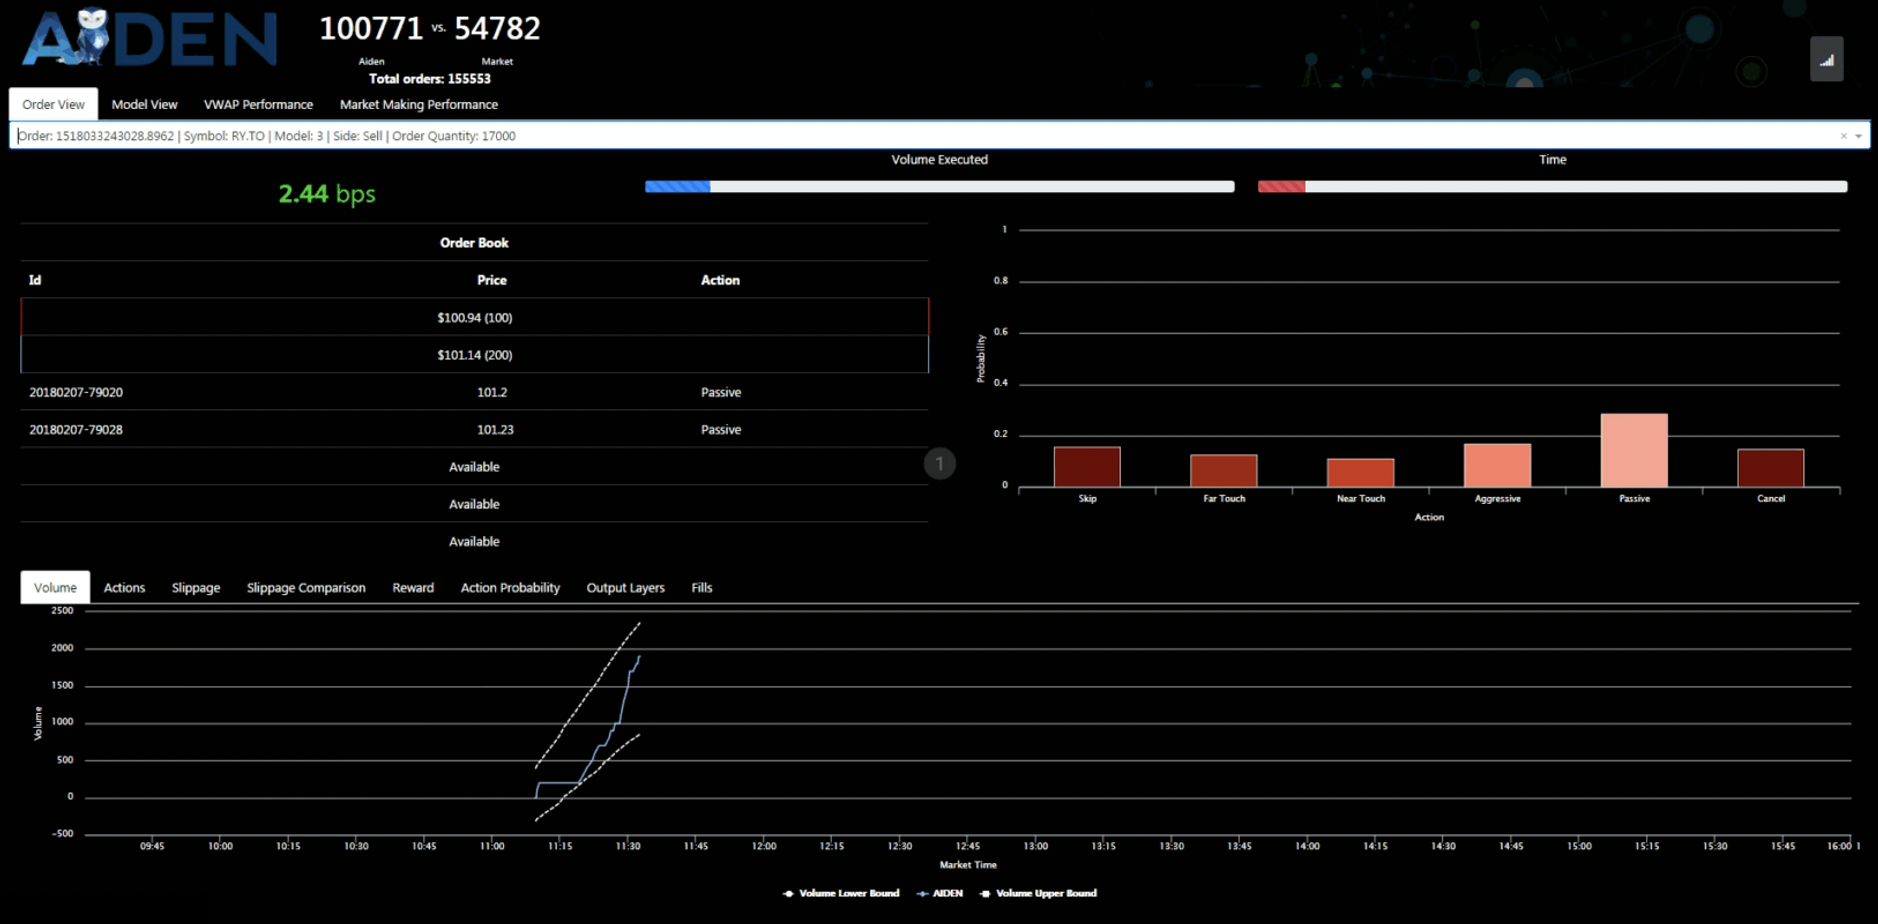 AIDEN
100771 vs. 54782
Aiden Market
Total orders: 155553
Order View Model View VWAP Performance Market Making Performance
Order: 1518033243028.8962 | Symbol: RY.TO | Model: 3 | Side: Sell | Order Quantity: 17000 ×
Volume Executed Time
2.44 bps
Order Book
Id Price Action
$100.94 (100)
$101.14 (200)
20180207-79020 101.2 Passive
20180207-79028 101.23 Passive
Available
Available
Available
1
1
0.8
0.6
0.4
0.2
0
Probability
Skip Far Touch Near Touch Aggressive Passive Cancel
Action
Volume Actions Slippage Slippage Comparison Reward Action Probability Output Layers Fills
2500
2000
1500
1000
500
0
-500
Volume
09:45 10:00 10:15 10:30 10:45 11:00 11:15 11:30 11:45 12:00 12:15 12:30 12:45 13:00 13:15 13:30 13:45 14:00 14:15 14:30 14:45 15:00 15:15 15:30 15:45 16:00 1
Market Time
Volume Lower Bound AIDEN Volume Upper Bound